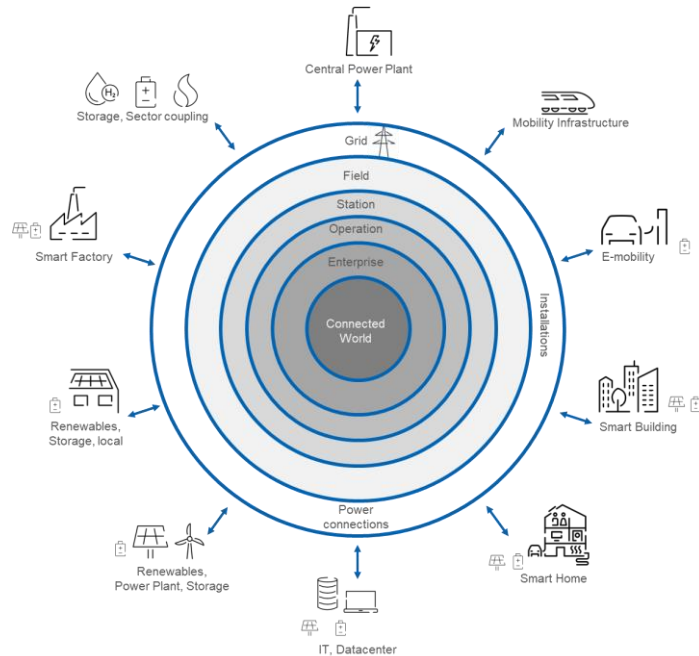 Central Power Plant
H₂
Storage, Sector coupling
Mobility Infrastructure
Grid
Field
Station
Operation
Enterprise
Connected
World
Installations
Power
connections
Smart Factory
E-mobility
Renewables,
Storage, local
Smart Building
Renewables,
Power Plant, Storage
Smart Home
IT, Datacenter